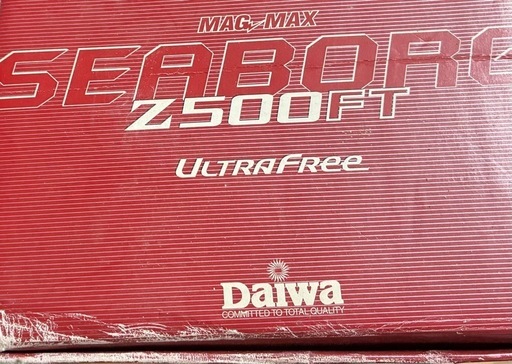 MAG MAX
SEABORG
Z500FT
ULTRAFREE
Daiwa
COMMITTED TO TOTAL QUALITY